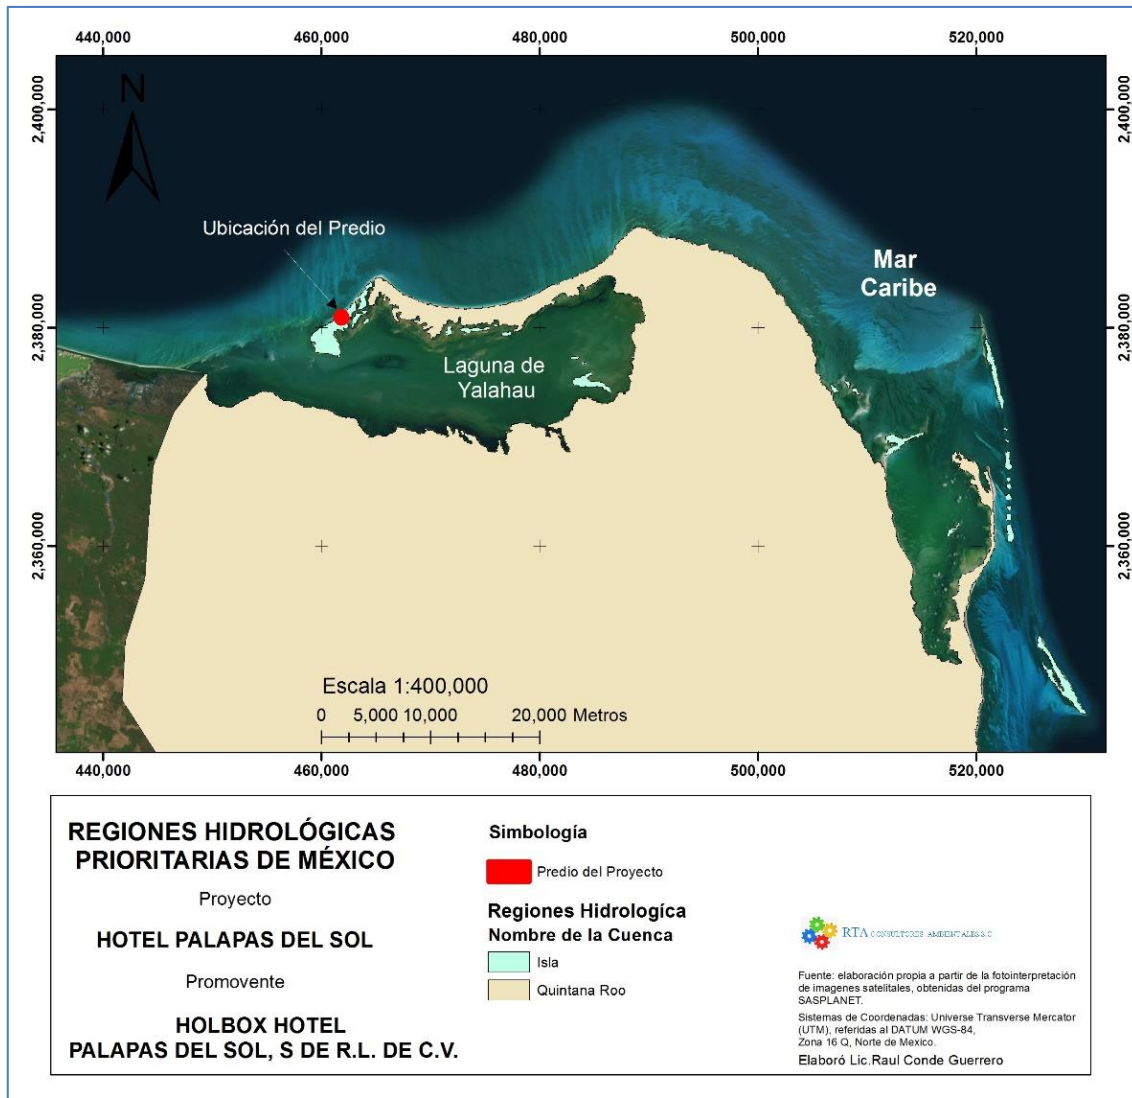 440,000 460,000 480,000 500,000 520,000
2,400,000 2,400,000
N
Ubicación del Predio
Mar
Caribe
2,380,000 2,380,000
Laguna de
Yalahau
2,360,000 2,360,000
Escala 1:400,000
0 5,000 10,000 20,000 Metros
440,000 460,000 480,000 500,000 520,000
REGIONES HIDROLÓGICAS
PRIORITARIAS DE MÉXICO
Proyecto
HOTEL PALAPAS DEL SOL
Promovente
HOLBOX HOTEL
PALAPAS DEL SOL, S DE R.L. DE C.V.
Simbología
Predio del Proyecto
Regiones Hidrologíca
Nombre de la Cuenca
Isla
Quintana Roo
RTA CONSULTORES AMBIENTALES S.C
Fuente: elaboración propia a partir de la fotointerpretación
de imagenes satelitales, obtenidas del programa
SASPLANET.
Sistemas de Coordenadas: Universe Transverse Mercator
(UTM), referidas al DATUM WGS-84,
Zona 16 Q, Norte de Mexico.
Elaboró Lic.Raul Conde Guerrero